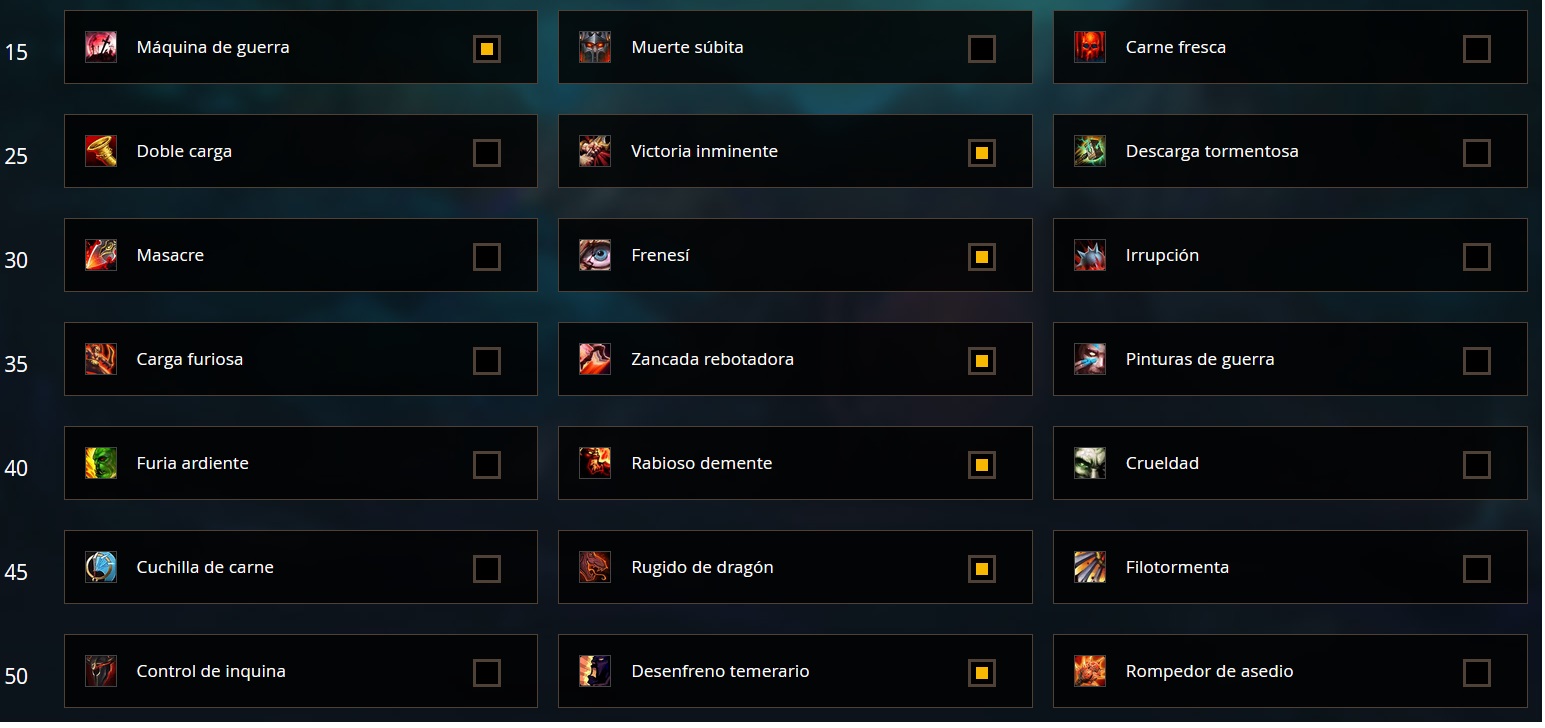 15 Máquina de guerra Muerte súbita Carne fresca
25 Doble carga Victoria inminente Descarga tormentosa
30 Masacre Frenesí Irrupción
35 Carga furiosa Zancada rebotadora Pinturas de guerra
40 Furia ardiente Rabioso demente Crueldad
45 Cuchilla de carne Rugido de dragón Filotormenta
50 Control de inquina Desenfreno temerario Rompedor de asedio